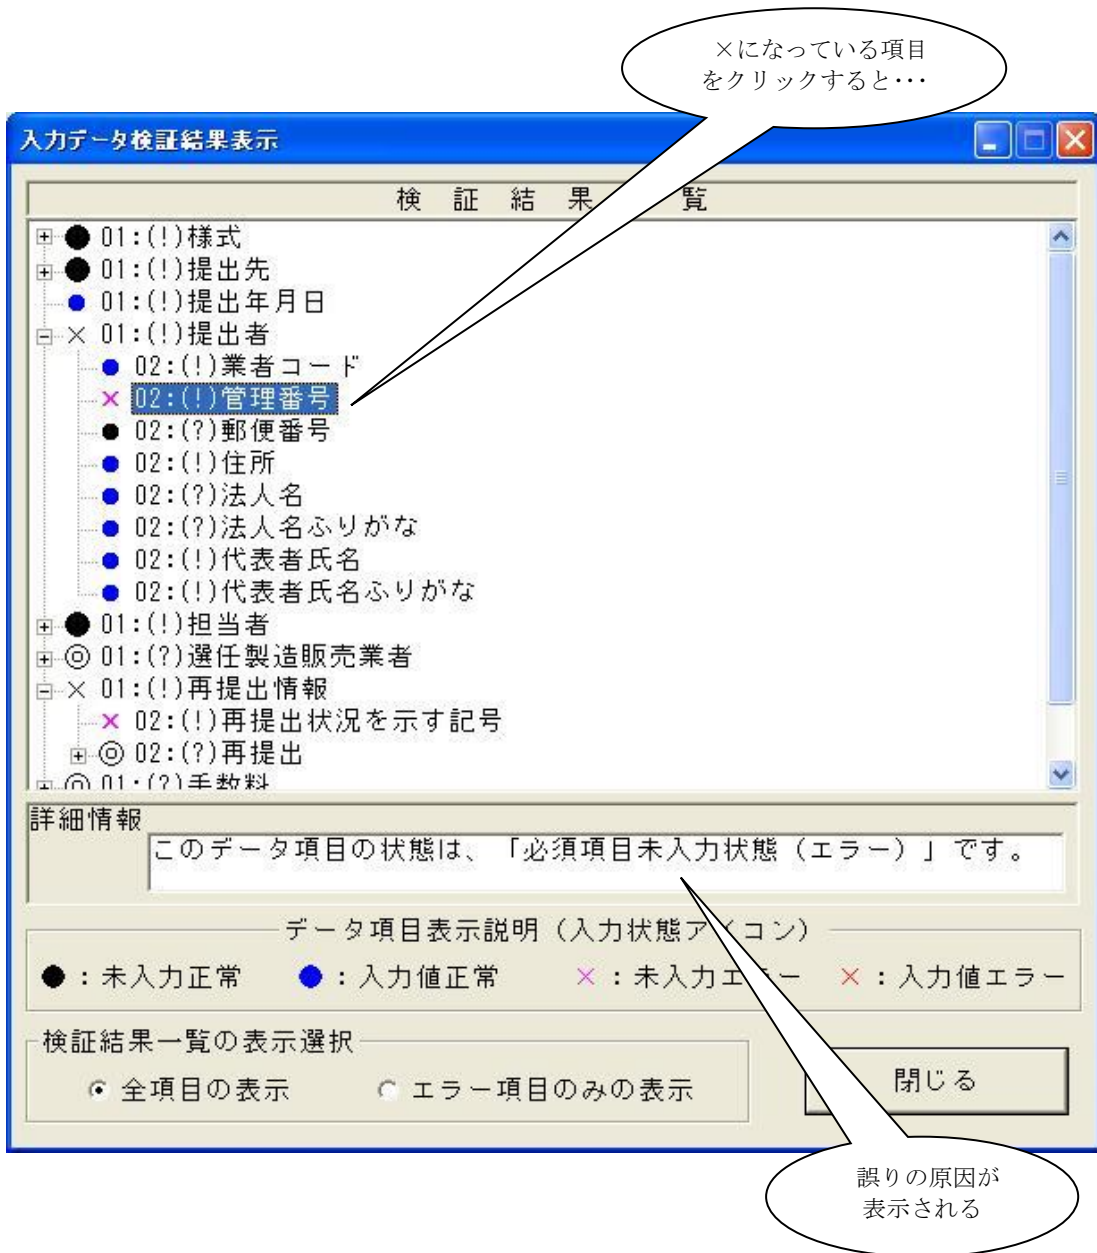 ×になっている項目
をクリックすると・・・
入力データ検証結果表示
検 証 結 果 覧
01:(!)様式
01:(!)提出先
01:(!)提出年月日
01:(!)提出者
02:(!)業者コード
02:(!)管理番号
02:(?)郵便番号
02:(!)住所
02:(?)法人名
02:(?)法人名ふりがな
02:(!)代表者氏名
02:(!)代表者氏名ふりがな
01:(!)担当者
01:(?)選任製造販売業者
01:(!)再提出情報
02:(!)再提出状況を示す記号
02:(?)再提出
01:(?)手数料
詳細情報
このデータ項目の状態は、「必須項目未入力状態（エラー）」です。
データ項目表示説明（入力状態アイコン）
●：未入力正常 ●：入力値正常 ×：未入力エラー ×：入力値エラー
検証結果一覧の表示選択
全項目の表示 エラー項目のみの表示
閉じる
誤りの原因が
表示される